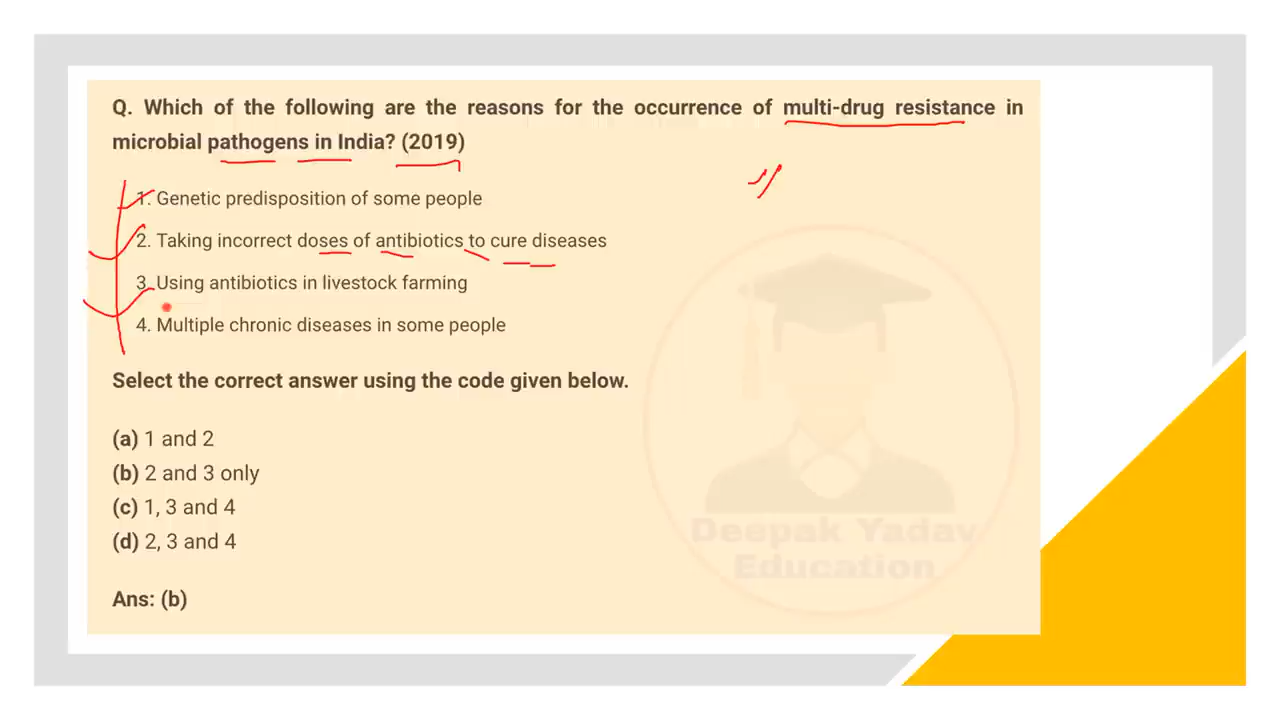 Q. Which of the following are the reasons for the occurrence of multi-drug resistance in
microbial pathogens in India? (2019)
1. Genetic predisposition of some people
2. Taking incorrect doses of antibiotics to cure diseases
3. Using antibiotics in livestock farming
4. Multiple chronic diseases in some people
Select the correct answer using the code given below.
(a) 1 and 2
(b) 2 and 3 only
(c) 1, 3 and 4
(d) 2, 3 and 4
Ans: (b)
Deepak Yadav
Education